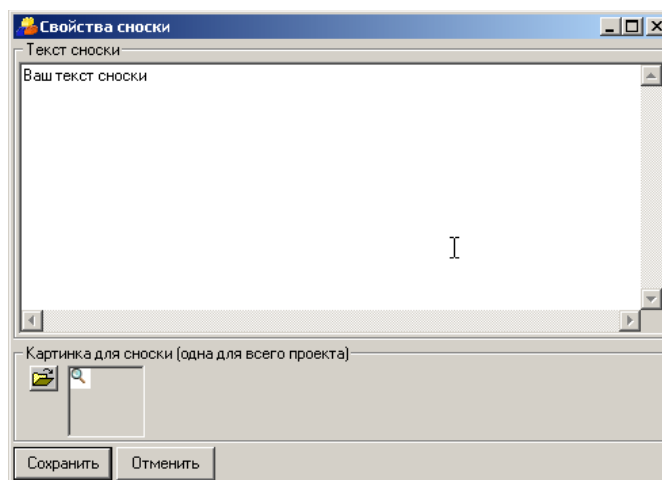 Свойства сноски
Текст сноски
Ваш текст сноски
Картинка для сноски (одна для всего проекта)
Сохранить Отменить